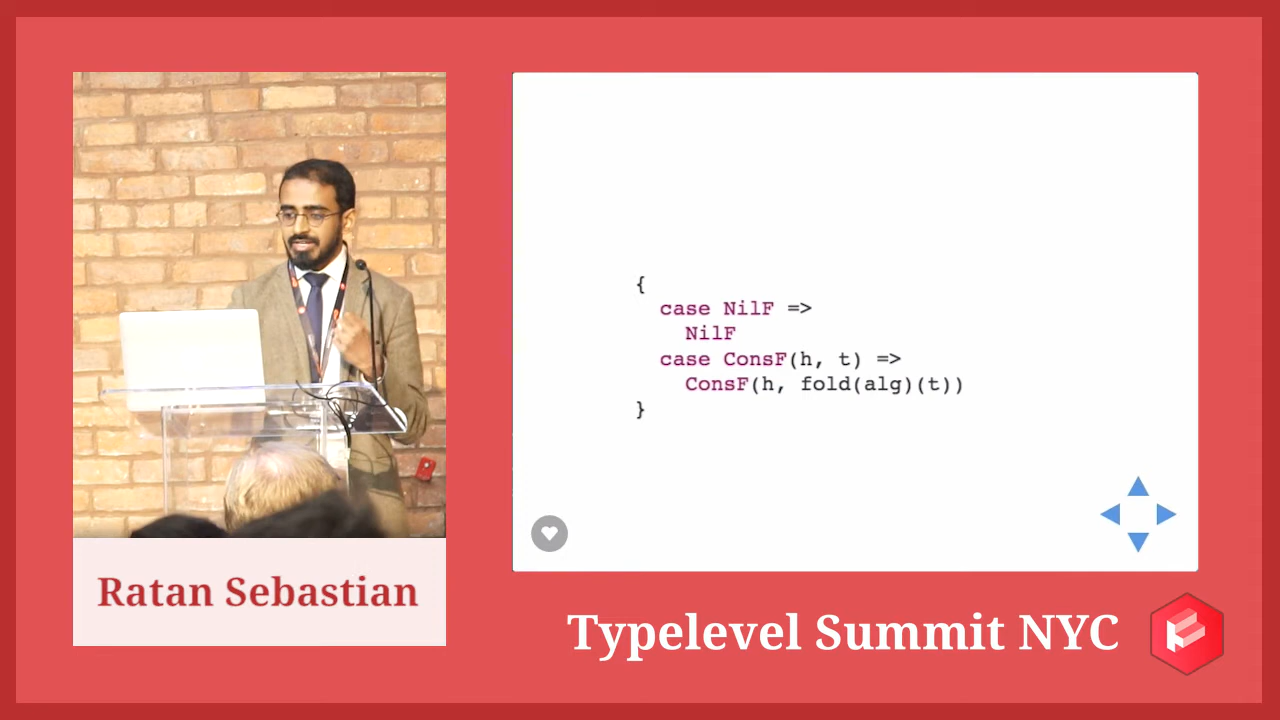 {
case NilF =>
NilF
case ConsF(h, t) =>
ConsF(h, fold(alg)(t))
}
Ratan Sebastian
Typelevel Summit NYC